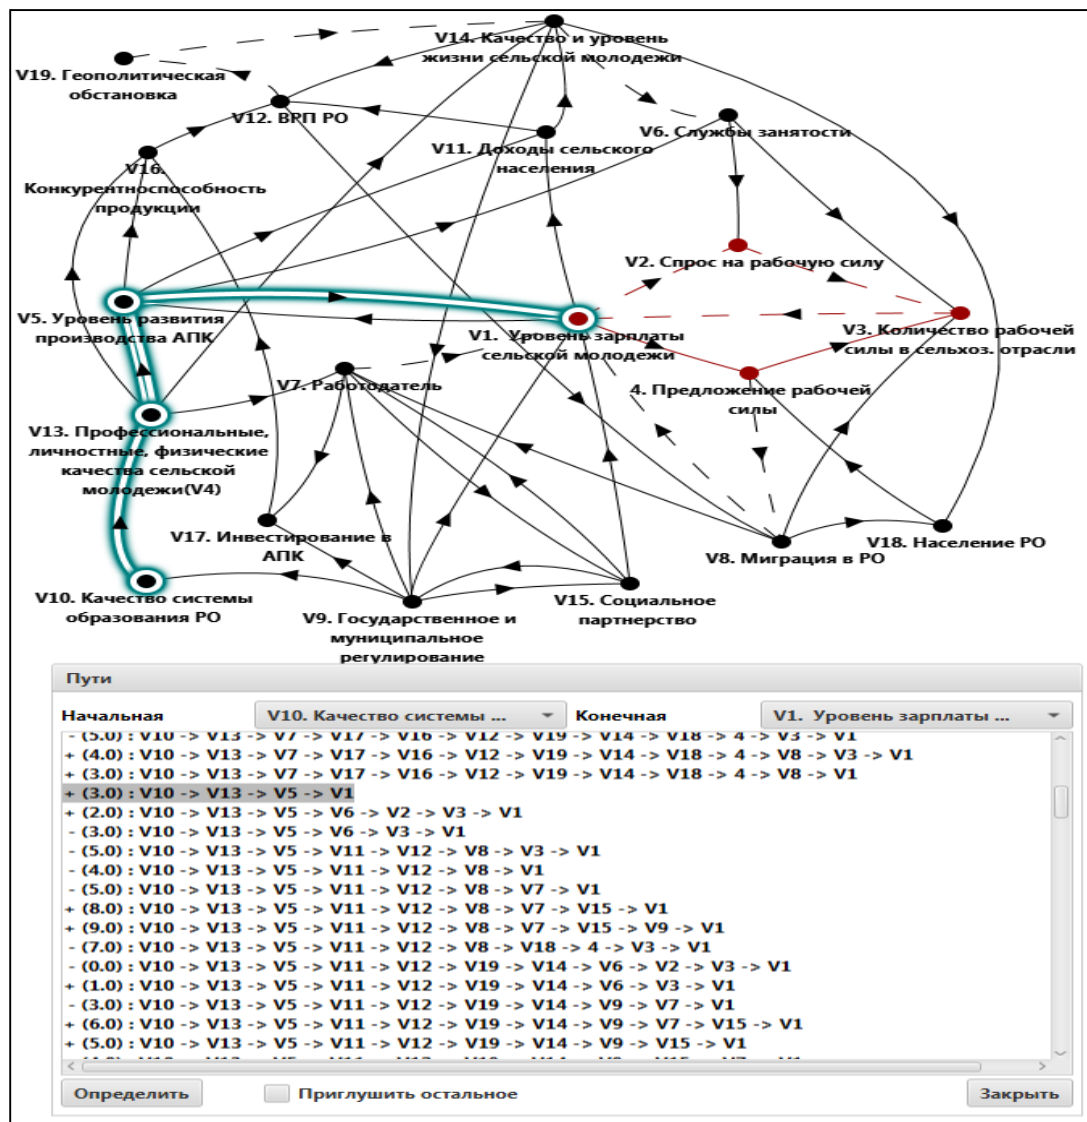 V14. Качество и уровень
жизни сельской молодежи
V19. Геополитическая
обстановка
V12. ВРП РО
V6. Службы занятости
V11. Доходы сельского
населения
V16.
Конкурентноспособность
продукции
V2. Спрос на рабочую силу
V5. Уровень развития
производства АПК
V1. Уровень зарплаты
сельской молодежи
V3. Количество рабочей
силы в сельхоз. отрасли
V7. Работодатель
4. Предложение рабочей
силы
V13. Профессиональные,
личностные, физические
качества сельской
молодежи(V4)
V17. Инвестирование в
АПК
V18. Население РО
V8. Миграция в РО
V10. Качество системы
образования РО
V15. Социальное
партнерство
V9. Государственное и
муниципальное
регулирование
Пути
Начальная V10. Качество системы ... Конечная V1. Уровень зарплаты ...
- (5.0) : V10 -> V13 -> V7 -> V17 -> V16 -> V12 -> V19 -> V14 -> V18 -> 4 -> V3 -> V1
+ (4.0) : V10 -> V13 -> V7 -> V17 -> V16 -> V12 -> V19 -> V14 -> V18 -> 4 -> V8 -> V3 -> V1
+ (3.0) : V10 -> V13 -> V7 -> V17 -> V16 -> V12 -> V19 -> V14 -> V18 -> 4 -> V8 -> V1
+ (3.0) : V10 -> V13 -> V5 -> V1
+ (2.0) : V10 -> V13 -> V5 -> V6 -> V2 -> V3 -> V1
- (3.0) : V10 -> V13 -> V5 -> V6 -> V3 -> V1
- (5.0) : V10 -> V13 -> V5 -> V11 -> V12 -> V8 -> V3 -> V1
- (4.0) : V10 -> V13 -> V5 -> V11 -> V12 -> V8 -> V1
- (5.0) : V10 -> V13 -> V5 -> V11 -> V12 -> V8 -> V7 -> V1
+ (8.0) : V10 -> V13 -> V5 -> V11 -> V12 -> V8 -> V7 -> V15 -> V1
+ (9.0) : V10 -> V13 -> V5 -> V11 -> V12 -> V8 -> V7 -> V15 -> V9 -> V1
- (7.0) : V10 -> V13 -> V5 -> V11 -> V12 -> V8 -> V18 -> 4 -> V3 -> V1
- (0.0) : V10 -> V13 -> V5 -> V11 -> V12 -> V19 -> V14 -> V6 -> V2 -> V3 -> V1
+ (1.0) : V10 -> V13 -> V5 -> V11 -> V12 -> V19 -> V14 -> V6 -> V3 -> V1
- (3.0) : V10 -> V13 -> V5 -> V11 -> V12 -> V19 -> V14 -> V9 -> V7 -> V1
+ (6.0) : V10 -> V13 -> V5 -> V11 -> V12 -> V19 -> V14 -> V9 -> V7 -> V15 -> V1
+ (5.0) : V10 -> V13 -> V5 -> V11 -> V12 -> V19 -> V14 -> V9 -> V15 -> V1
Определить Приглушить остальное Закрыть